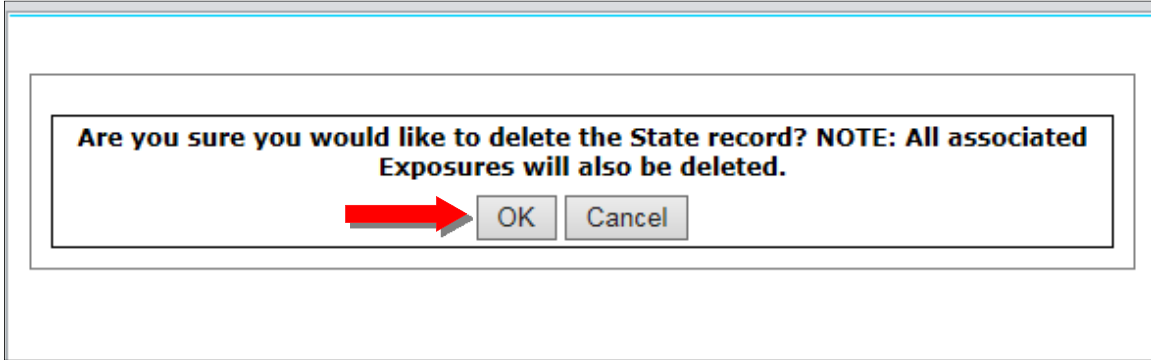 Are you sure you would like to delete the State record? NOTE: All associated
Exposures will also be deleted.
OK Cancel